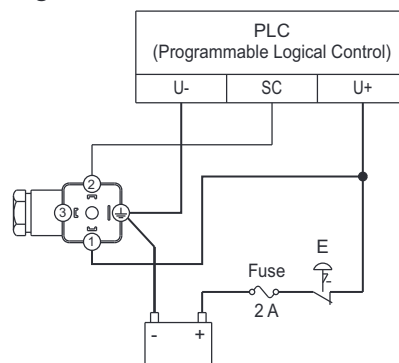 PLC
(Programmable Logical Control)
U- SC U+
2
3
1
E
Fuse
2 A
- +